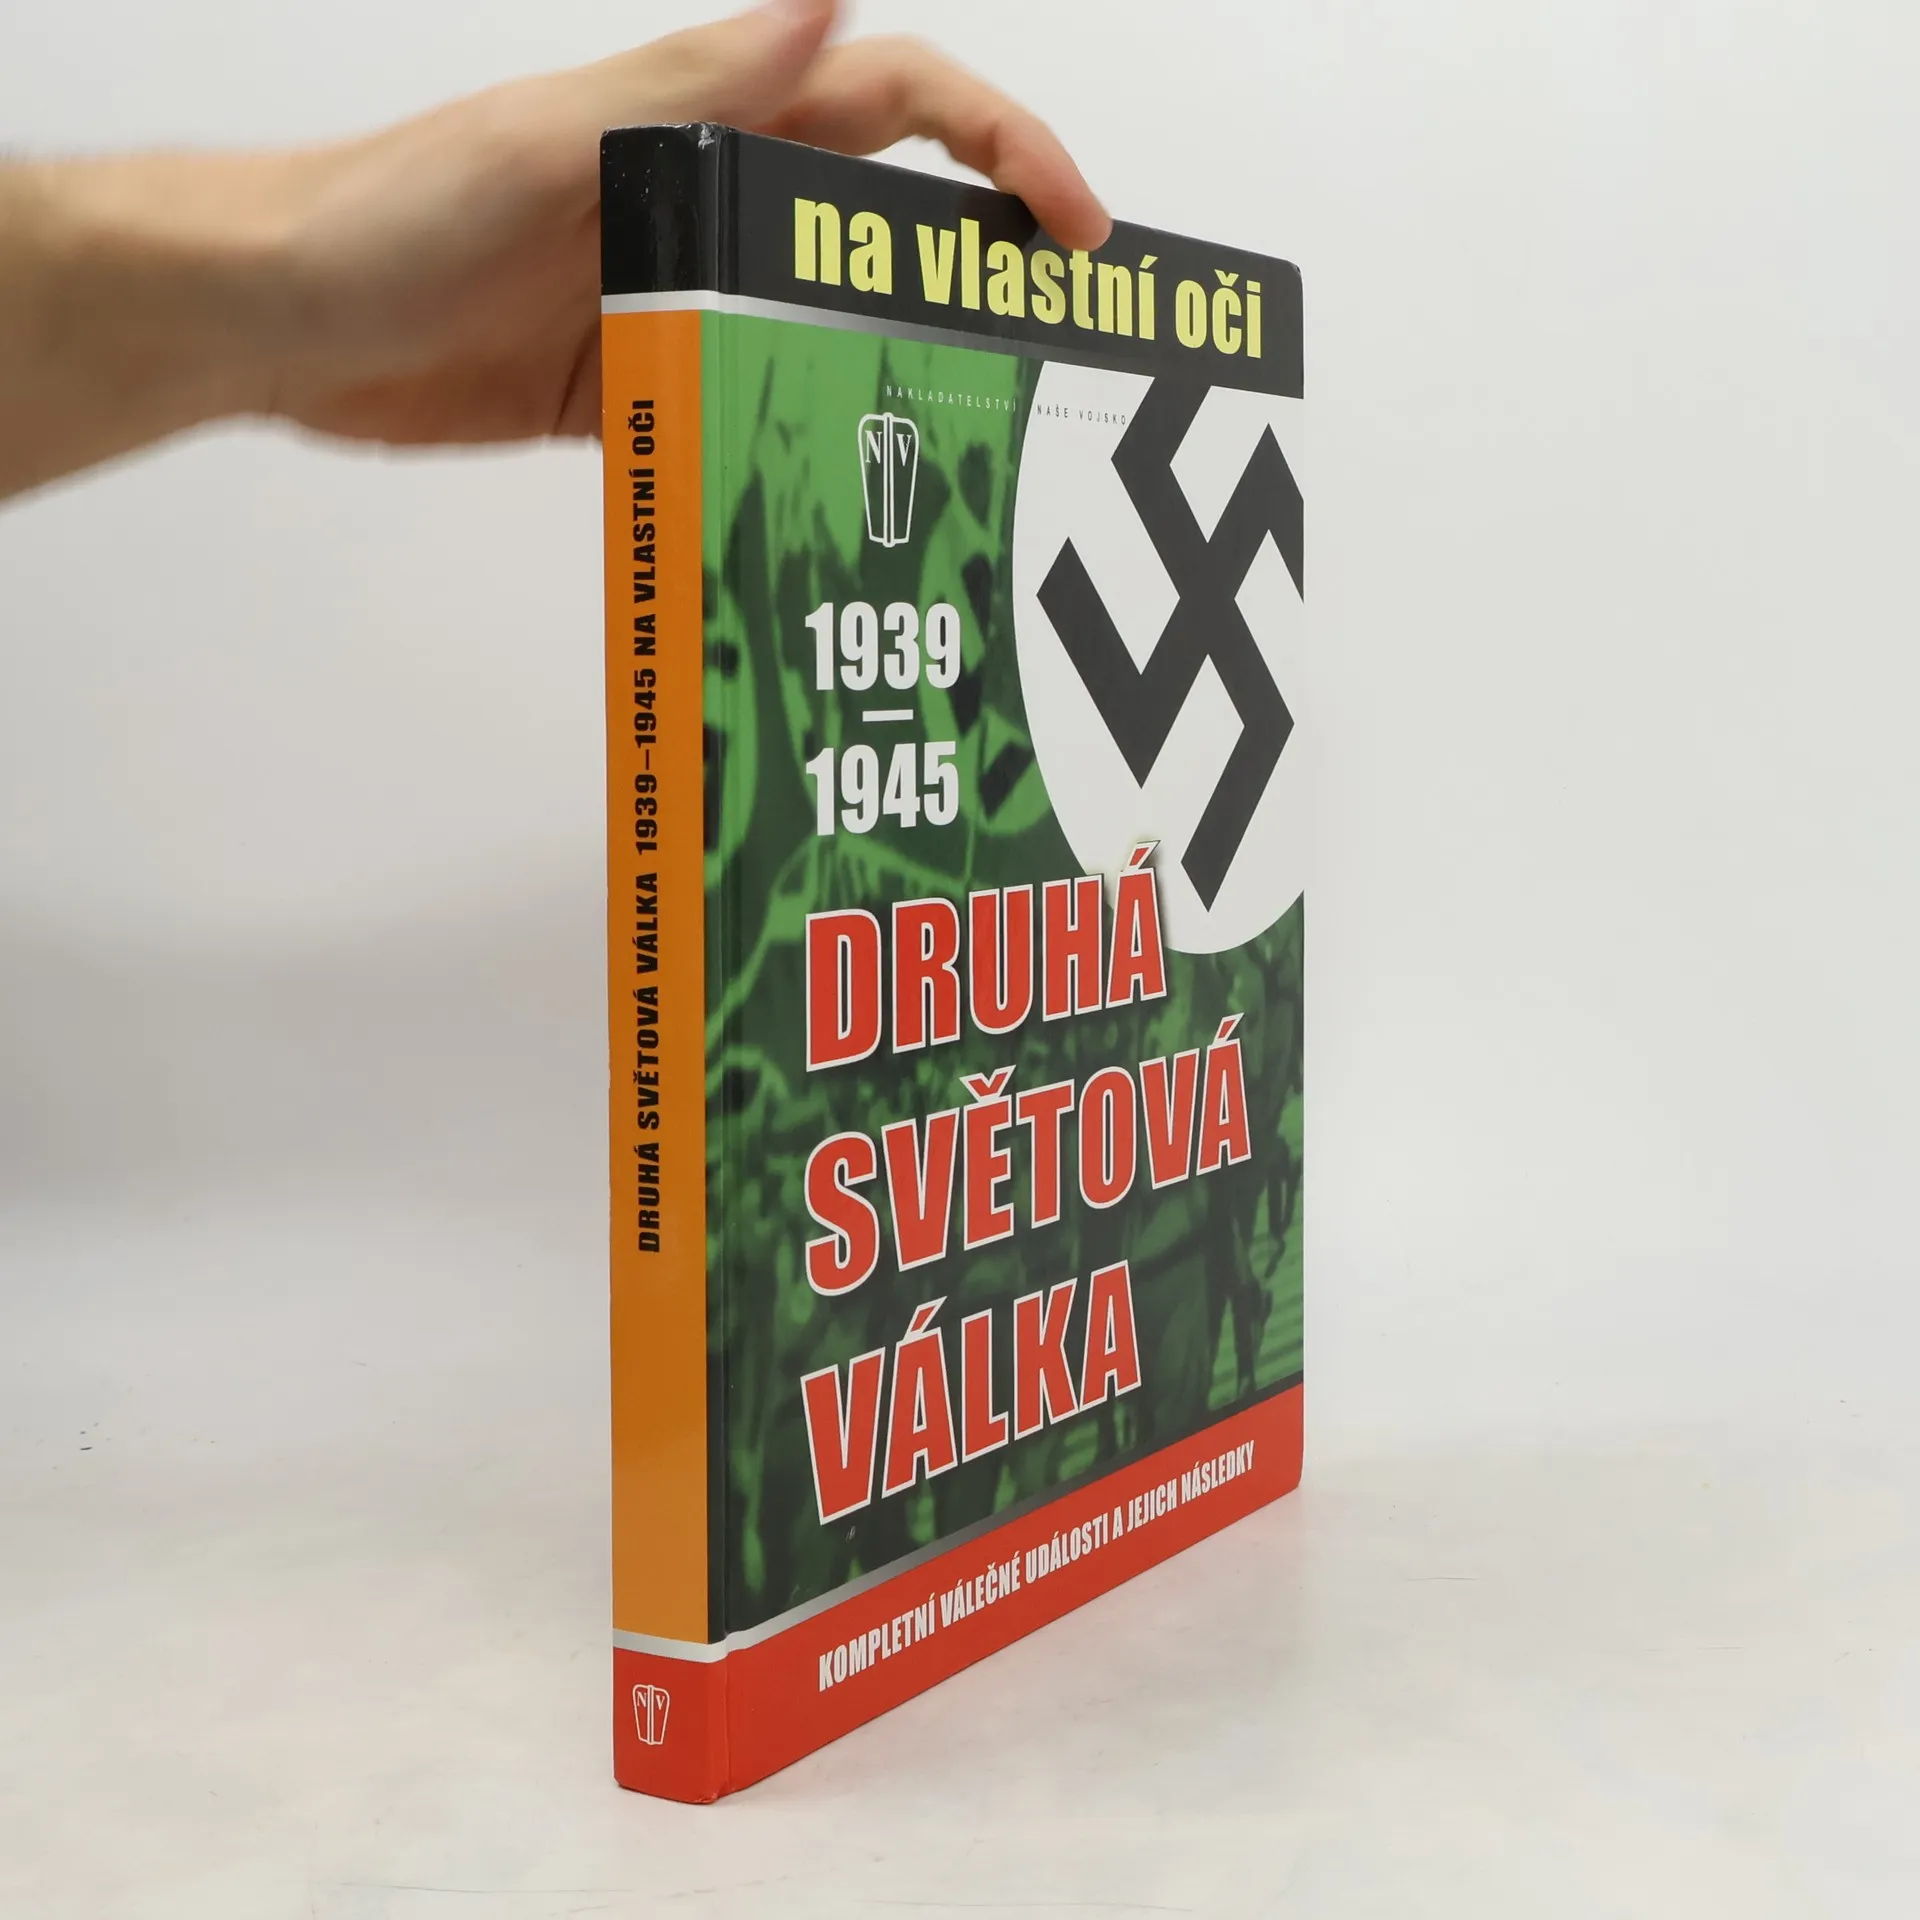 na vlastní oči
NAKLADATELSTVÍ NAŠE VOJSKO
N V
1939
–
1945
DRUHÁ
SVĚTOVÁ
VÁLKA
KOMPLETNÍ VÁLEČNÉ UDÁLOSTI A JEJICH NÁSLEDKY
DRUHÁ SVĚTOVÁ VÁLKA 1939–1945 NA VLASTNÍ OČI
N V